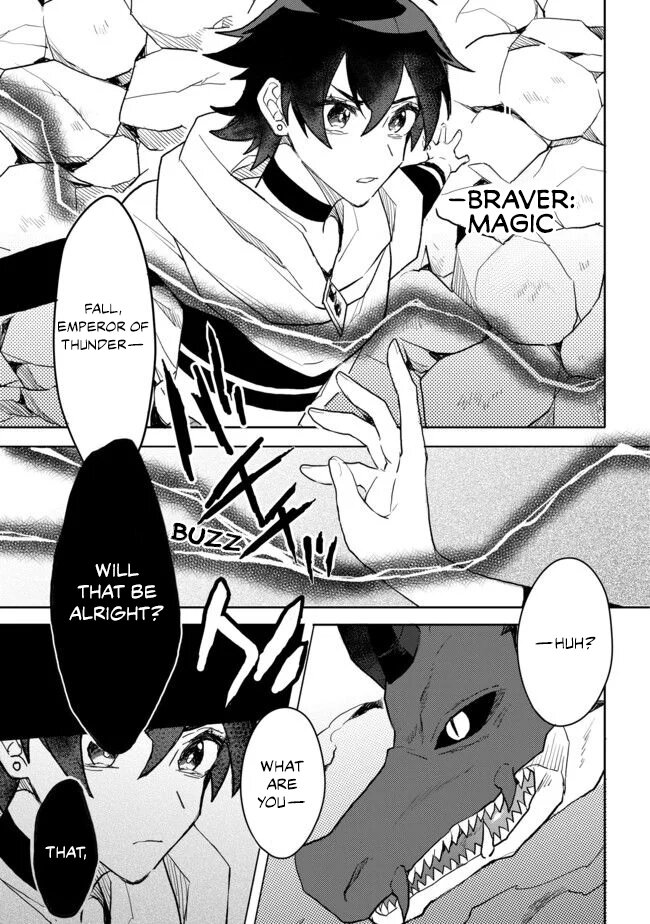 —BRAVER:
MAGIC
FALL,
EMPEROR OF
THUNDER—
BUZZ
WILL
THAT BE
ALRIGHT?
—HUH?
WHAT
ARE
YOU—
THAT,